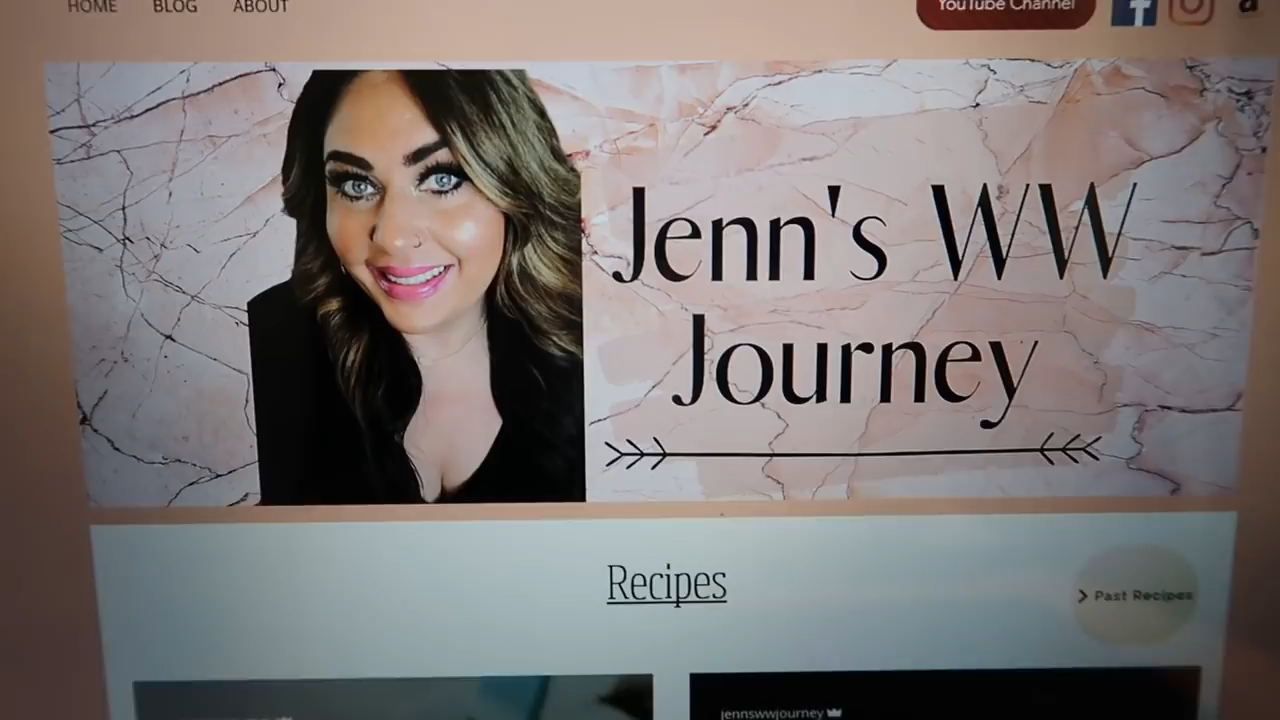 HOME BLOG ABOUT
YouTube Channel
Jenn's WW
Journey
Recipes
Past Recipes
jennswwjourney